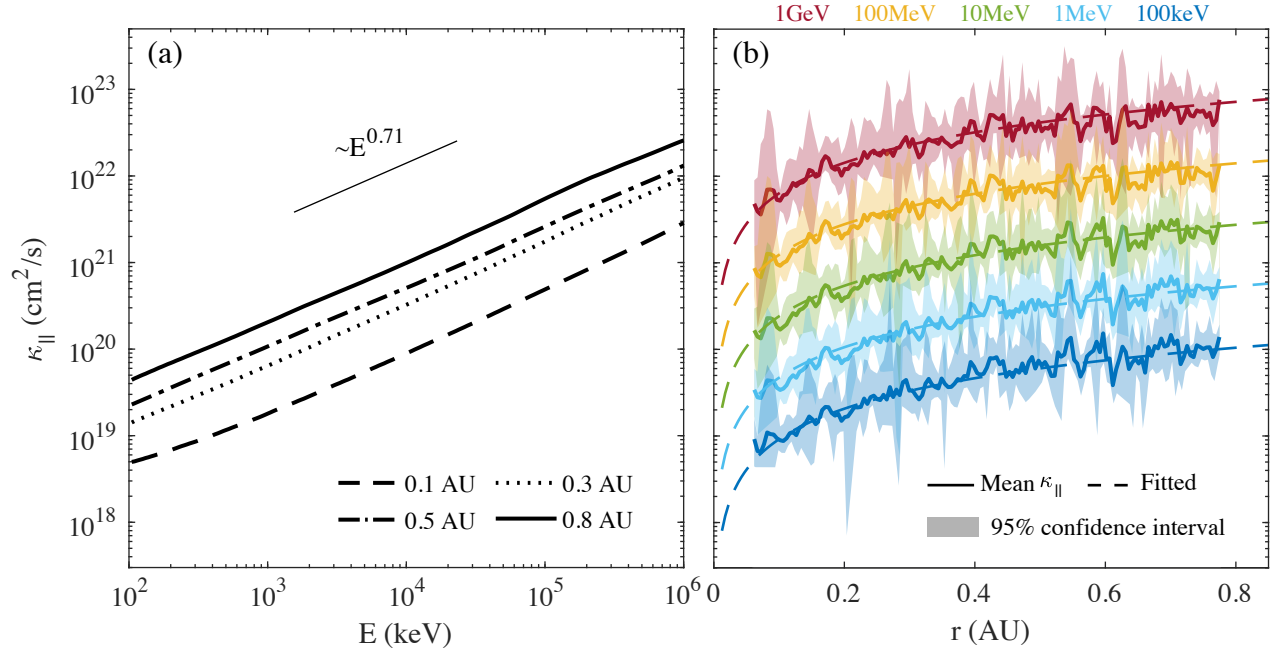 1GeV 100MeV 10MeV 1MeV 100keV
(a)
(b)
~E^0.71
κ_∥ (cm^2/s)
10^23
10^22
10^21
10^20
10^19
10^18
0.1 AU
0.3 AU
0.5 AU
0.8 AU
Mean κ_∥
Fitted
95% confidence interval
10^2 10^3 10^4 10^5 10^6
0 0.2 0.4 0.6 0.8
E (keV)
r (AU)